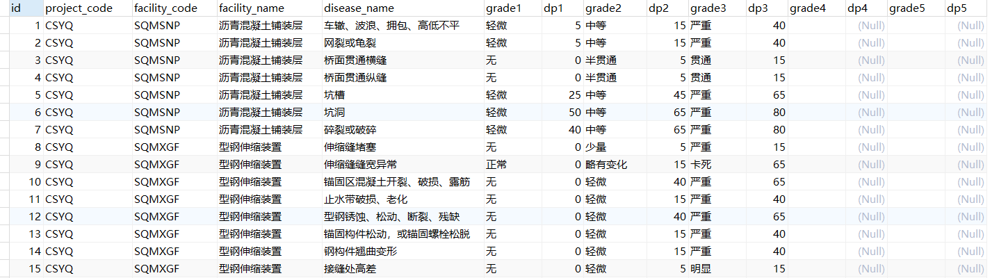 id project_code facility_code facility_name disease_name grade1 dp1 grade2 dp2 grade3 dp3 grade4 dp4 grade5 dp5
1 CSYQ SQMSNP 沥青混凝土铺装层 车辙、波浪、拥包、高低不平 轻微 5 中等 15 严重 40 (Null) (Null)
2 CSYQ SQMSNP 沥青混凝土铺装层 网裂或龟裂 轻微 5 中等 15 严重 40 (Null) (Null)
3 CSYQ SQMSNP 沥青混凝土铺装层 桥面贯通横缝 无 0 半贯通 5 贯通 15 (Null) (Null)
4 CSYQ SQMSNP 沥青混凝土铺装层 桥面贯通纵缝 无 0 半贯通 5 贯通 15 (Null) (Null)
5 CSYQ SQMSNP 沥青混凝土铺装层 坑槽 轻微 25 中等 45 严重 65 (Null) (Null)
6 CSYQ SQMSNP 沥青混凝土铺装层 坑洞 轻微 50 中等 65 严重 80 (Null) (Null)
7 CSYQ SQMSNP 沥青混凝土铺装层 碎裂或破碎 轻微 40 中等 65 严重 80 (Null) (Null)
8 CSYQ SQMXGF 型钢伸缩装置 伸缩缝堵塞 无 0 少量 5 严重 15 (Null) (Null)
9 CSYQ SQMXGF 型钢伸缩装置 伸缩缝缝宽异常 正常 0 略有变化 15 卡死 65 (Null) (Null)
10 CSYQ SQMXGF 型钢伸缩装置 锚固区混凝土开裂、破损、露筋 无 0 轻微 40 严重 65 (Null) (Null)
11 CSYQ SQMXGF 型钢伸缩装置 止水带破损、老化 无 0 轻微 15 严重 40 (Null) (Null)
12 CSYQ SQMXGF 型钢伸缩装置 型钢锈蚀、松动、断裂、残缺 无 0 轻微 40 严重 65 (Null) (Null)
13 CSYQ SQMXGF 型钢伸缩装置 锚固构件松动，或锚固螺栓松脱 无 0 轻微 15 严重 40 (Null) (Null)
14 CSYQ SQMXGF 型钢伸缩装置 钢构件翘曲变形 无 0 轻微 15 严重 40 (Null) (Null)
15 CSYQ SQMXGF 型钢伸缩装置 接缝处高差 无 0 轻微 5 明显 15 (Null) (Null)